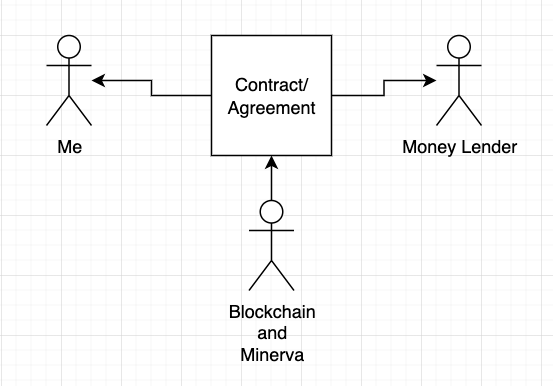 Contract/
Agreement
Me
Money Lender
Blockchain
and
Minerva